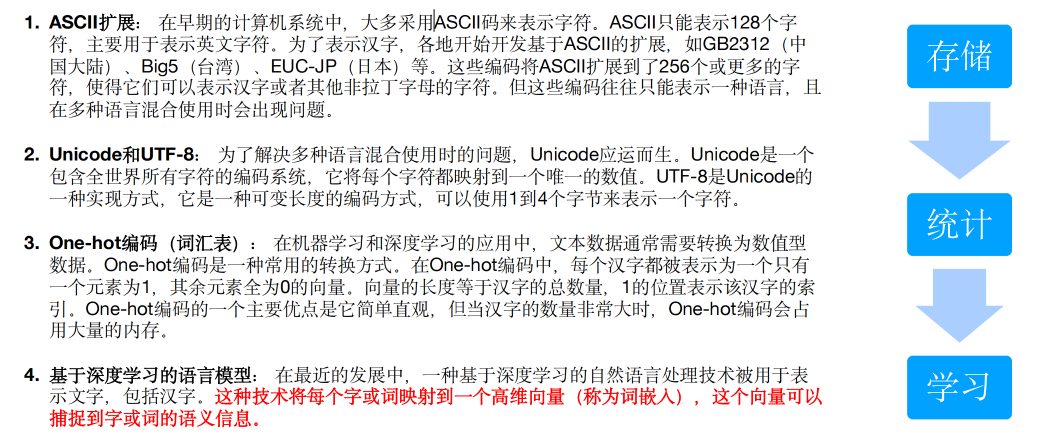 1. ASCII扩展： 在早期的计算机系统中，大多采用ASCII码来表示字符。ASCII只能表示128个字
符，主要用于表示英文字符。为了表示汉字，各地开始开发基于ASCII的扩展，如GB2312（中
国大陆）、Big5（台湾）、EUC-JP（日本）等。这些编码将ASCII扩展到了256个或更多的字
符，使得它们可以表示汉字或者其他非拉丁字母的字符。但这些编码往往只能表示一种语言，且
在多种语言混合使用时会出现问题。
2. Unicode和UTF-8： 为了解决多种语言混合使用时的问题，Unicode应运而生。Unicode是一个
包含全世界所有字符的编码系统，它将每个字符都映射到一个唯一的数值。UTF-8是Unicode的
一种实现方式，它是一种可变长度的编码方式，可以使用1到4个字节来表示一个字符。
3. One-hot编码（词汇表）： 在机器学习和深度学习的应用中，文本数据通常需要转换为数值型
数据。One-hot编码是一种常用的转换方式。在One-hot编码中，每个汉字都被表示为一个只有
一个元素为1，其余元素全为0的向量。向量的长度等于汉字的总数量，1的位置表示该汉字的索
引。One-hot编码的一个主要优点是它简单直观，但当汉字的数量非常大时，One-hot编码会占
用大量的内存。
4. 基于深度学习的语言模型： 在最近的发展中，一种基于深度学习的自然语言处理技术被用于表
示文字，包括汉字。这种技术将每个字或词映射到一个高维向量（称为词嵌入），这个向量可以
捕捉到字或词的语义信息。
存储
统计
学习